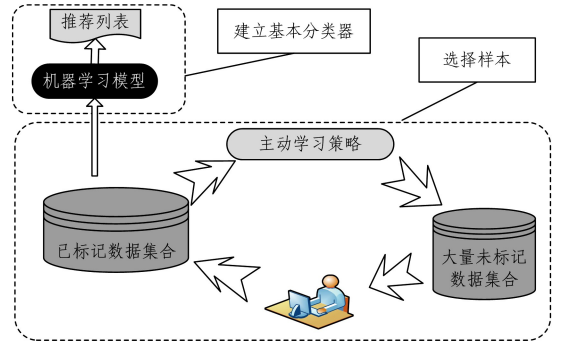 推荐列表
建立基本分类器
机器学习模型
选择样本
主动学习策略
已标记数据集合
大量未标记
数据集合